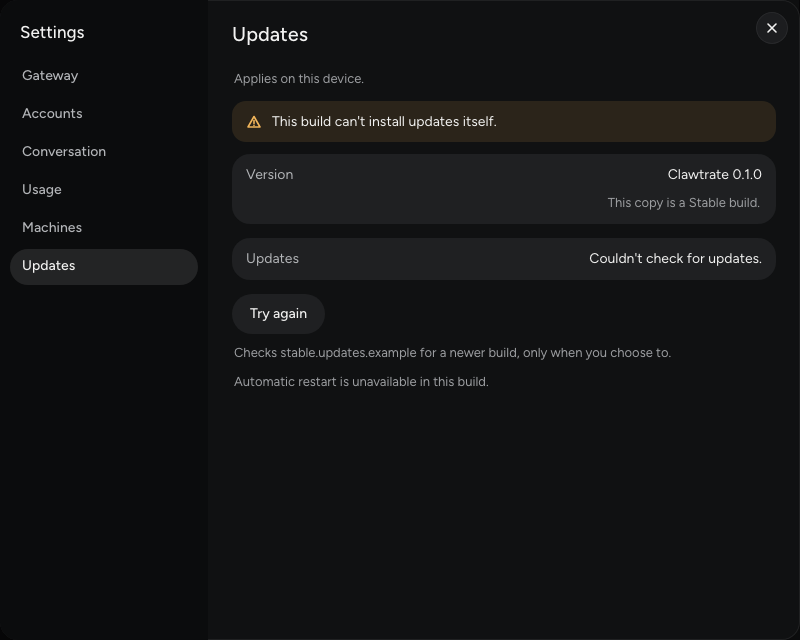 Settings
Gateway
Accounts
Conversation
Usage
Machines
Updates
Updates
Applies on this device.
This build can't install updates itself.
Version
Clawtrate 0.1.0
This copy is a Stable build.
Updates
Couldn't check for updates.
Try again
Checks stable.updates.example for a newer build, only when you choose to.
Automatic restart is unavailable in this build.